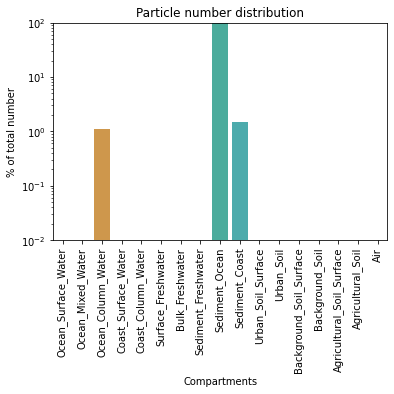 Particle number distribution
% of total number
10²
10¹
10⁰
10⁻¹
10⁻²
Ocean_Surface_Water
Ocean_Mixed_Water
Ocean_Column_Water
Coast_Surface_Water
Coast_Column_Water
Surface_Freshwater
Bulk_Freshwater
Sediment_Freshwater
Sediment_Ocean
Sediment_Coast
Urban_Soil_Surface
Urban_Soil
Background_Soil_Surface
Background_Soil
Agricultural_Soil_Surface
Agricultural_Soil
Air
Compartments